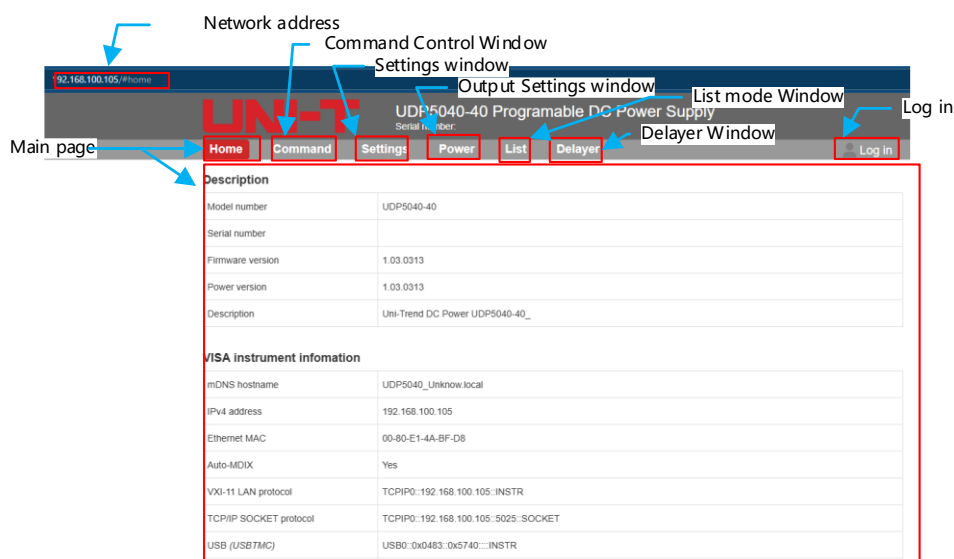 Network address
Command Control Window
Settings window
Output Settings window
List mode Window
Log in
Delayer Window
Main page
192.168.100.105/#home
UNI-T
UDP5040-40 Programable DC Power Supply
Serial number:
Home Command Settings Power List Delayer Log in
Description
Model number UDP5040-40
Serial number
Firmware version 1.03.0313
Power version 1.03.0313
Description Uni-Trend DC Power UDP5040-40_
VISA instrument infomation
mDNS hostname UDP5040_Unknow.local
IPv4 address 192.168.100.105
Ethernet MAC 00-80-E1-4A-BF-D8
Auto-MDIX Yes
VXI-11 LAN protocol TCPIP0::192.168.100.105::INSTR
TCP/IP SOCKET protocol TCPIP0::192.168.100.105::5025::SOCKET
USB (USBTMC) USB0::0x0483::0x5740::::INSTR